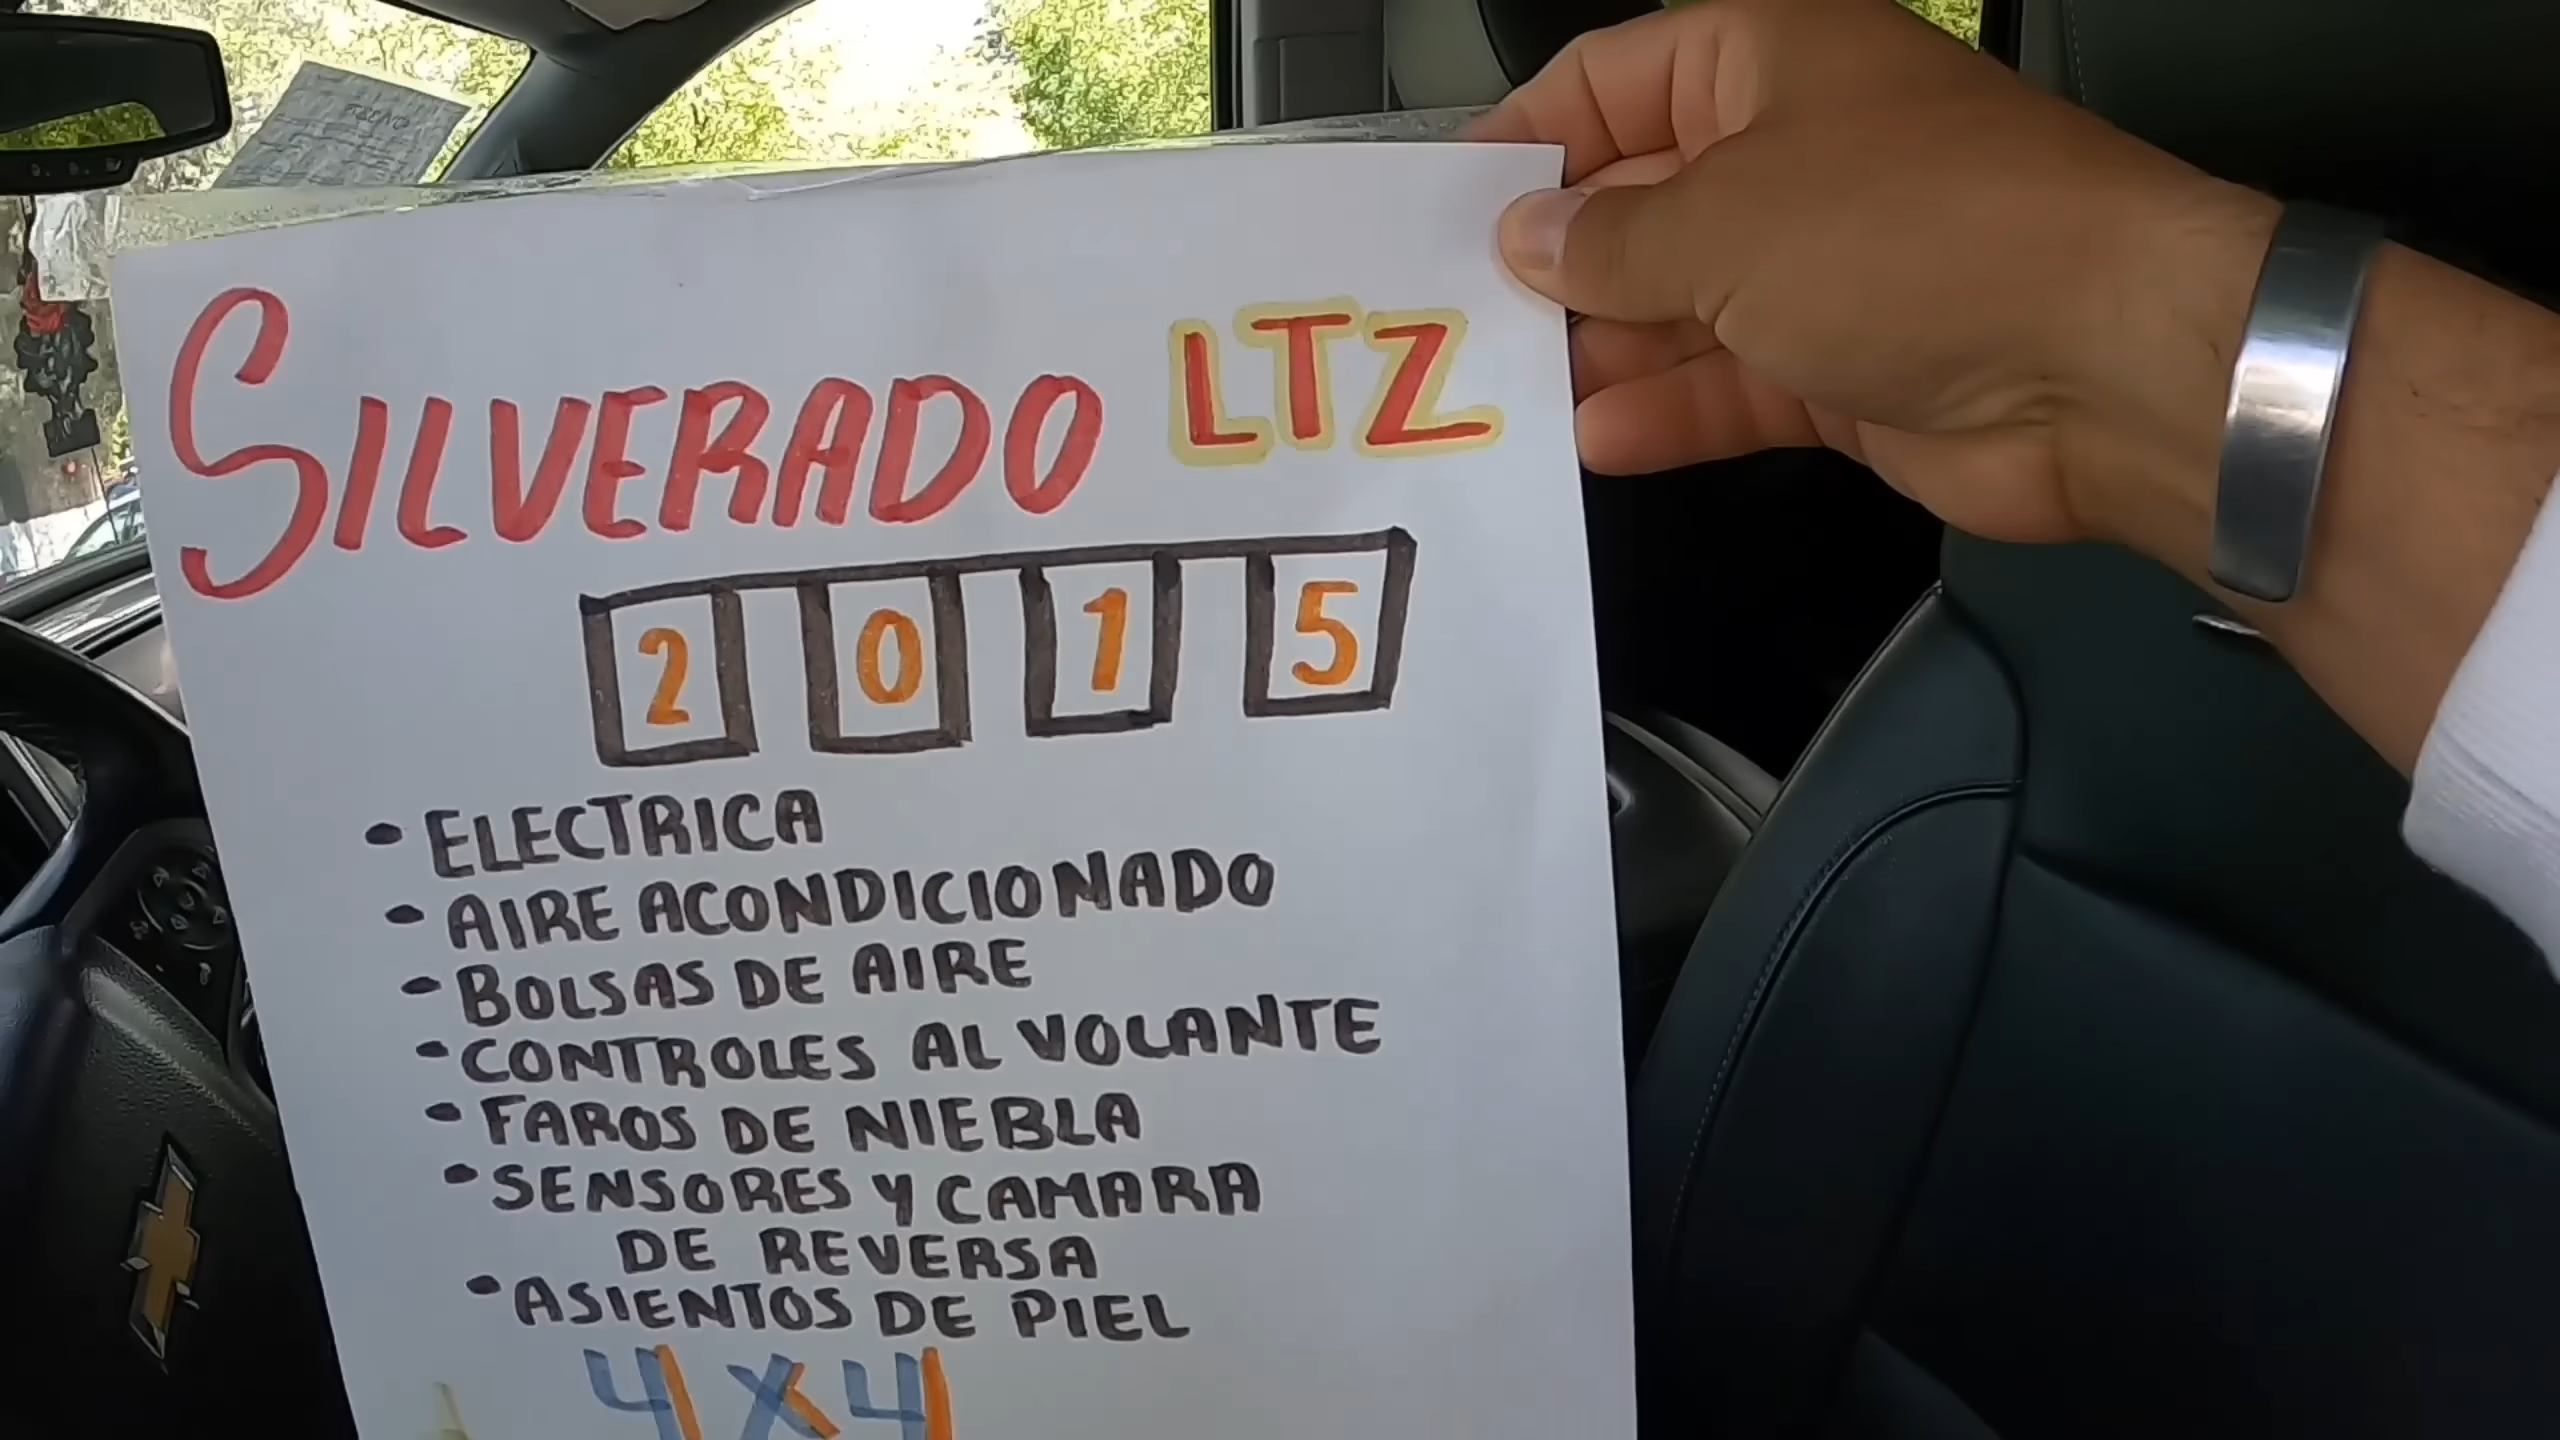 SILVERADO LTZ
2015
• ELECTRICA
• AIRE ACONDICIONADO
• BOLSAS DE AIRE
• CONTROLES AL VOLANTE
• FAROS DE NIEBLA
• SENSORES Y CAMARA
DE REVERSA
• ASIENTOS DE PIEL
4X4